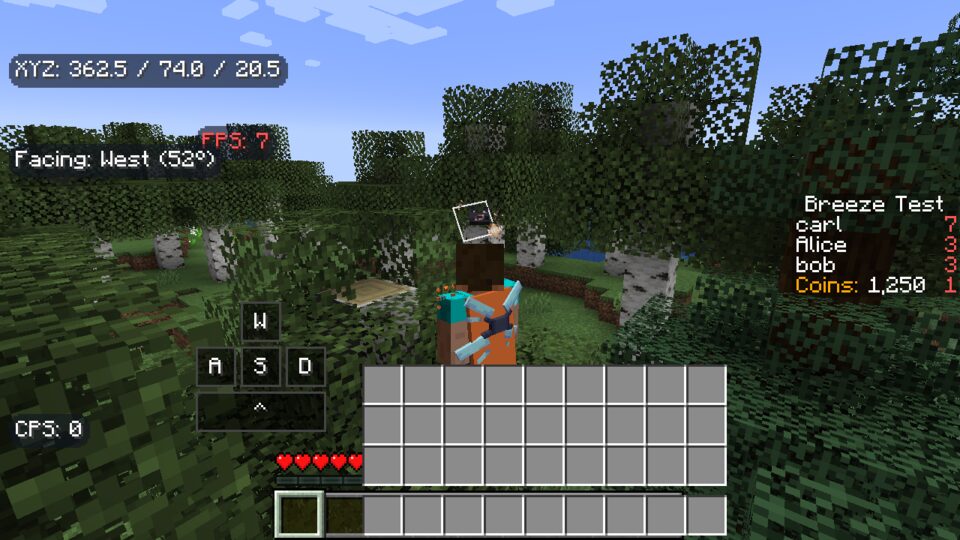 XYZ: 362.5 / 74.0 / 20.5
FPS: 7
Facing: West (52°)
Breeze Test
carl 7
Alice 3
bob 3
Coins: 1,250 1
W
A S D
^
CPS: 0